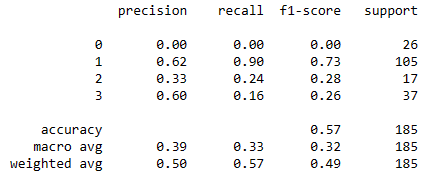 precision recall f1-score support
0 0.00 0.00 0.00 26
1 0.62 0.90 0.73 105
2 0.33 0.24 0.28 17
3 0.60 0.16 0.26 37
accuracy 0.57 185
macro avg 0.39 0.33 0.32 185
weighted avg 0.50 0.57 0.49 185